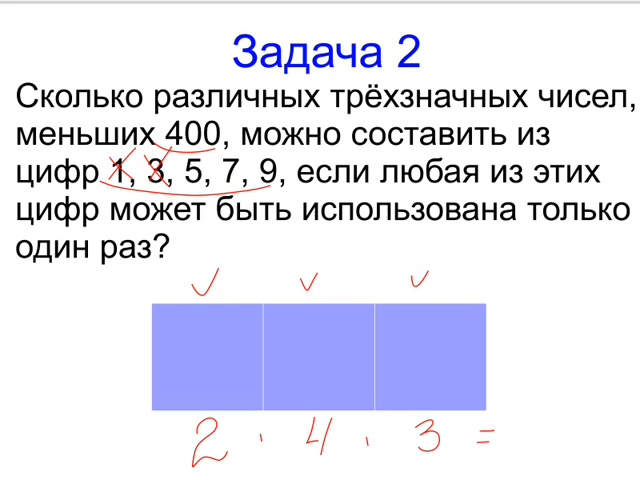 Задача 2
Сколько различных трёхзначных чисел,
меньших 400, можно составить из
цифр 1, 3, 5, 7, 9, если любая из этих
цифр может быть использована только
один раз?
2 · 4 · 3 =